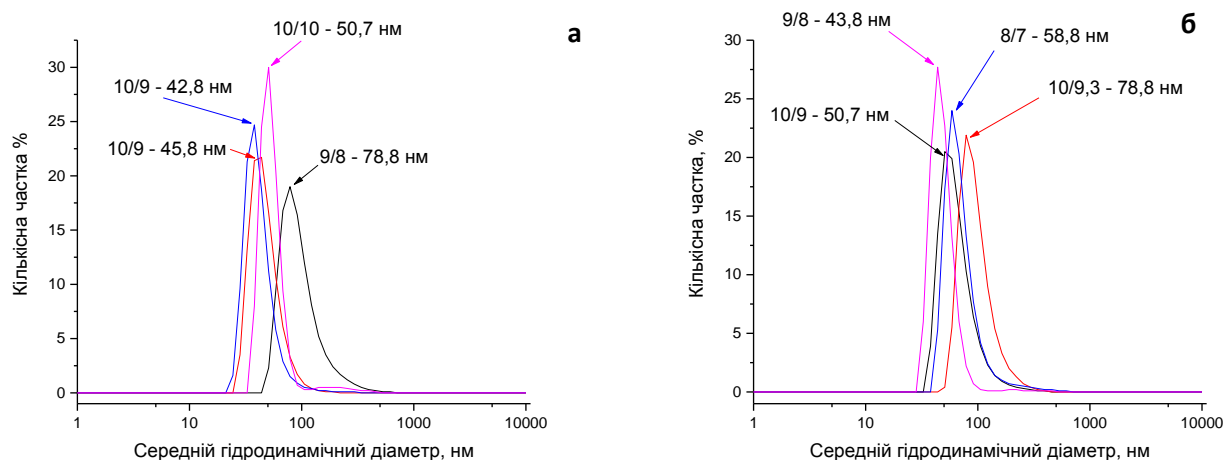 а
10/10 - 50,7 нм
10/9 - 42,8 нм
10/9 - 45,8 нм
9/8 - 78,8 нм
Кількісна частка %
30
25
20
15
10
5
0
1
10
100
1000
10000
Середній гідродинамічний діаметр, нм
б
9/8 - 43,8 нм
8/7 - 58,8 нм
10/9,3 - 78,8 нм
10/9 - 50,7 нм
Кількісна частка, %
30
25
20
15
10
5
0
1
10
100
1000
10000
Середній гідродинамічний діаметр, нм